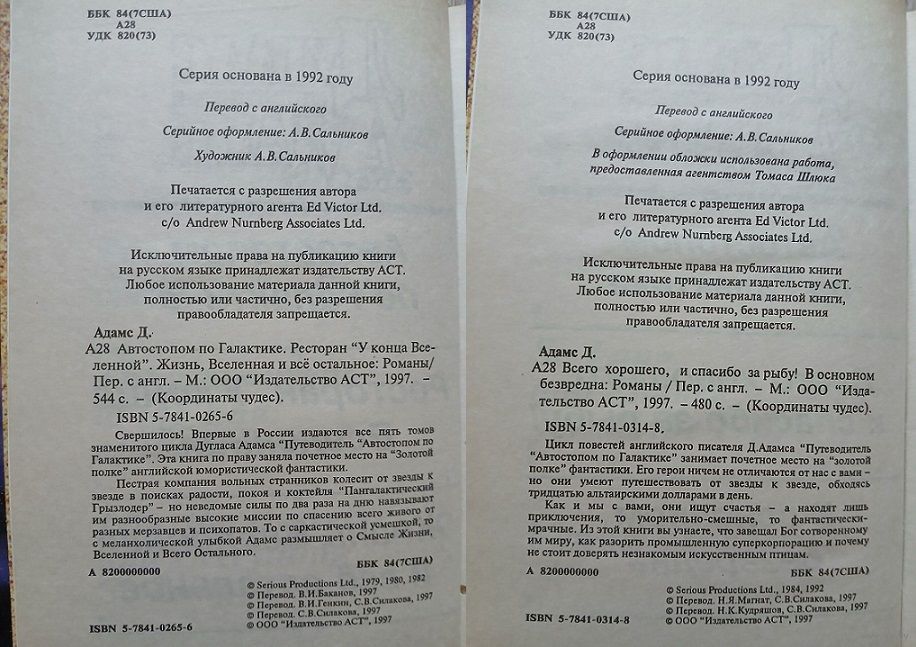 ББК 84(7США)
А28
УДК 820(73)
Серия основана в 1992 году
Перевод с английского
Серийное оформление: А.В.Сальников
Художник А.В.Сальников
Печатается с разрешения автора
и его литературного агента Ed Victor Ltd.
c/o Andrew Nurnberg Associates Ltd.
Исключительные права на публикацию книги
на русском языке принадлежат издательству АСТ.
Любое использование материала данной книги,
полностью или частично, без разрешения
правообладателя запрещается.
Адамс Д.
А28 Автостопом по Галактике. Ресторан "У конца Все-
ленной". Жизнь, Вселенная и всё остальное: Романы/
Пер. с англ. – М.: ООО "Издательство АСТ", 1997. –
544 с. – (Координаты чудес).
ISBN 5-7841-0265-6
Свершилось! Впервые в России издаются все пять томов
знаменитого цикла Дугласа Адамса "Путеводитель "Автостопом по
Галактике". Эта книга по праву заняла почетное место на "Золотой
полке" английской юмористической фантастики.
Пестрая компания вольных странников колесит от звезды к
звезде в поисках радости, покоя и коктейля "Пангалактический
Грызлодер" – но неведомые силы по два раза на дню навязывают
им разнообразные высокие миссии по спасению всего живого от
разных мерзавцев и психопатов. То с саркастической усмешкой, то
с меланхолической улыбкой Адамс размышляет о Смысле Жизни,
Вселенной и Всего Остального.
ББК 84(7США)
А 8200000000
© Serious Productions Ltd., 1979, 1980, 1982
© Перевод. В.И.Баканов, 1997
© Перевод. В.И.Генкин, С.В.Силакова, 1997
© Перевод. С.В.Силакова, 1997
© ООО "Издательство АСТ", 1997
ISBN 5-7841-0265-6
ББК 84(7США)
А28
УДК 820(73)
Серия основана в 1992 году
Перевод с английского
Серийное оформление: А.В.Сальников
В оформлении обложки использована работа,
предоставленная агентством Томаса Шлюка
Печатается с разрешения автора
и его литературного агента Ed Victor Ltd.
c/o Andrew Nurnberg Associates Ltd.
Исключительные права на публикацию книги
на русском языке принадлежат издательству АСТ.
Любое использование материала данной книги,
полностью или частично, без разрешения
правообладателя запрещается.
Адамс Д.
А28 Всего хорошего, и спасибо за рыбу! В основном
безвредна: Романы / Пер. с англ. – М.: ООО "Изда-
тельство АСТ", 1997. – 480 с. – (Координаты чудес).
ISBN 5-7841-0314-8.
Цикл повестей английского писателя Д.Адамса "Путеводитель
"Автостопом по Галактике" занимает почетное место на "золотой
полке" фантастики. Его герои ничем не отличаются от нас с вами –
но они умеют путешествовать от звезды к звезде, обходясь
тридцатью альтаирскими долларами в день.
Как и мы с вами, они ищут счастья – а находят лишь
приключения, то уморительно-смешные, то фантастически-
мрачные. Из этой книги вы узнаете, что завещал Бог сотворенному
им миру, как разорить промышленную суперкорпорацию и почему
не стоит доверять незнакомым искусственным птицам.
А 8200000000
ББК 84(7США)
© Serious Productions Ltd., 1984, 1992
© Перевод. Н.Я.Магнат, С.В.Силакова, 1997
© Перевод. Н.К.Кудряшов, С.В.Силакова, 1997
© ООО "Издательство АСТ", 1997
ISBN 5-7841-0314-8